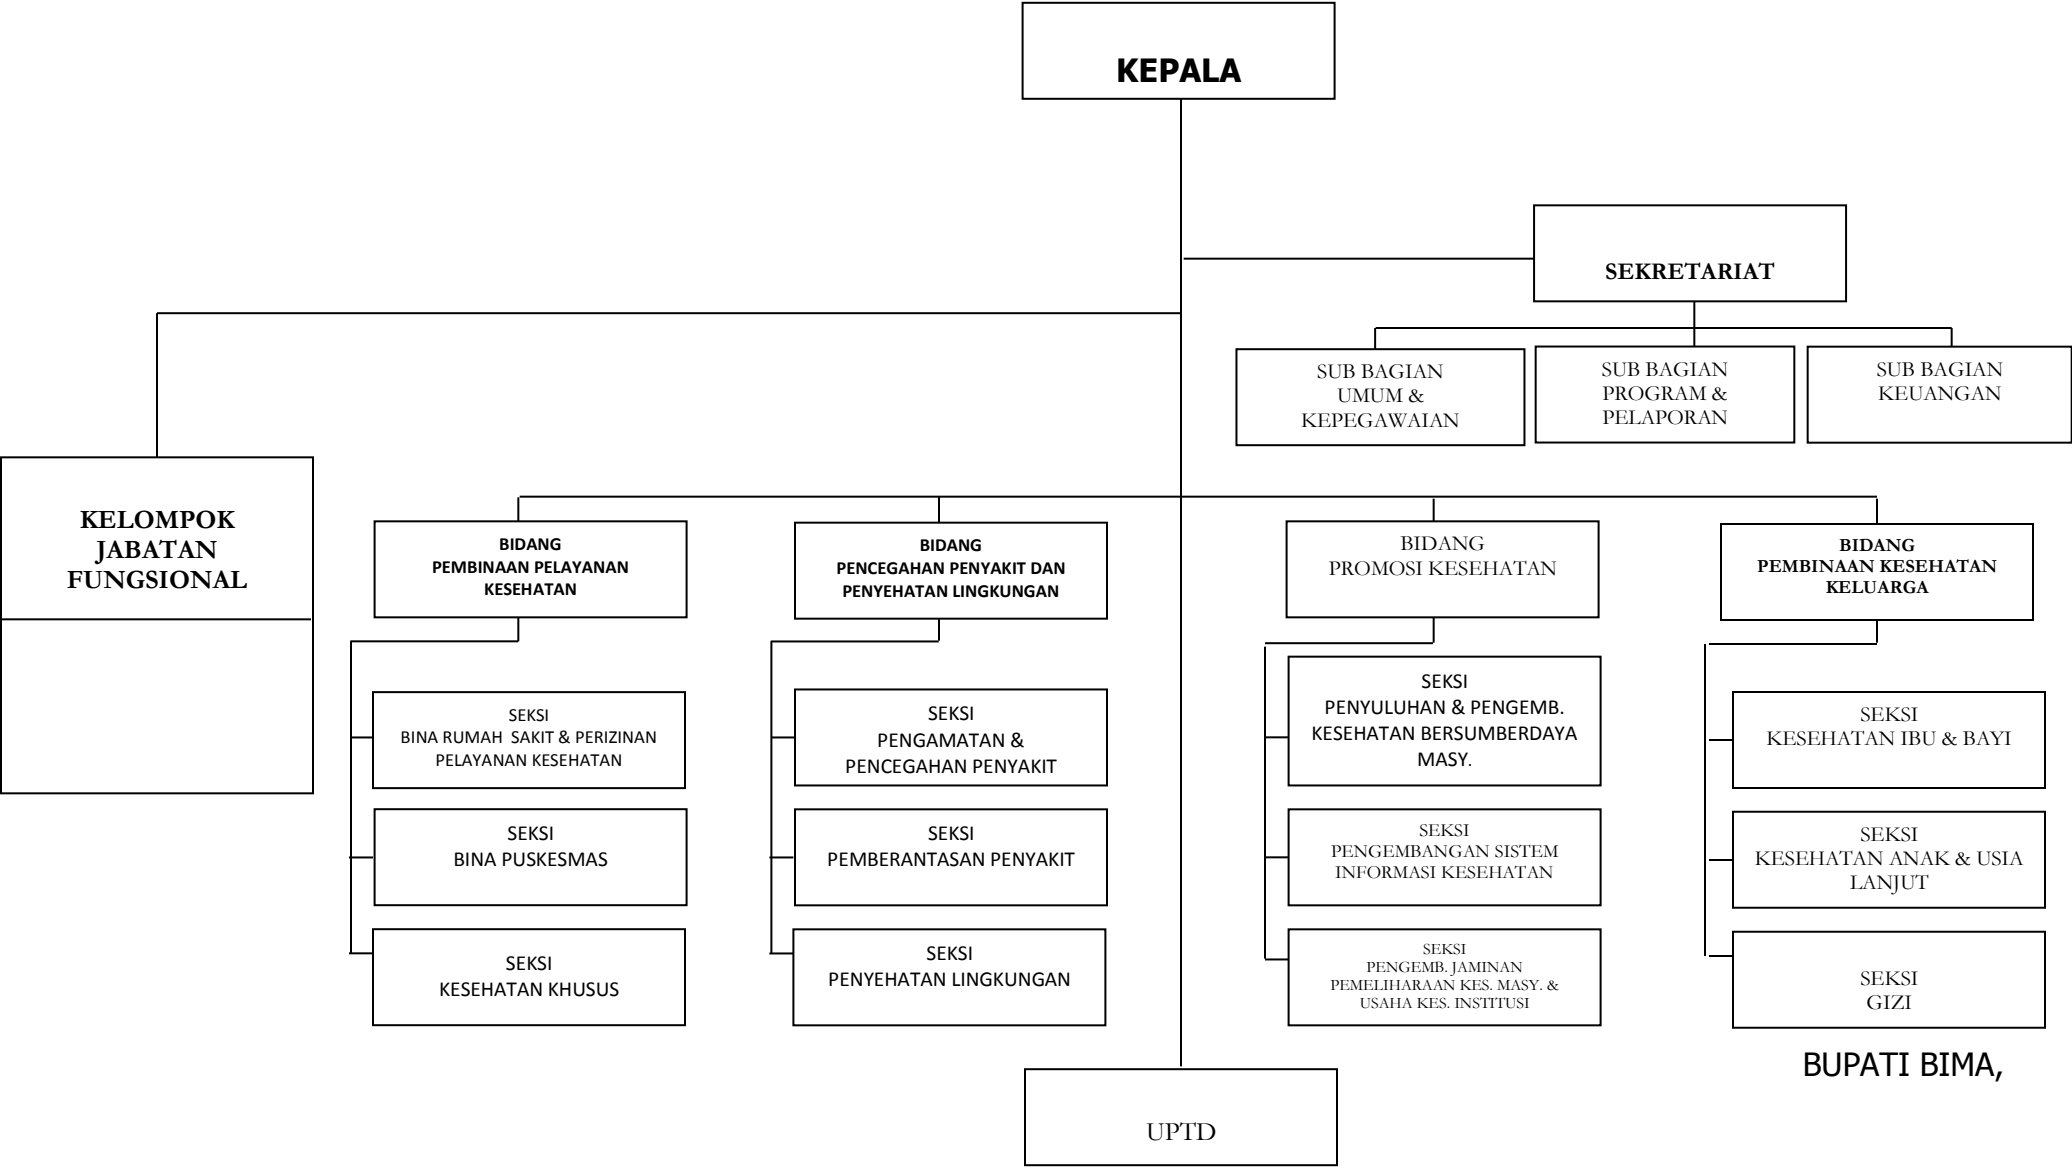 KEPALA
SEKRETARIAT
SUB BAGIAN
UMUM &
KEPEGAWAIAN
SUB BAGIAN
PROGRAM &
PELAPORAN
SUB BAGIAN
KEUANGAN
KELOMPOK
JABATAN
FUNGSIONAL
BIDANG
PEMBINAAN PELAYANAN
KESEHATAN
SEKSI
BINA RUMAH SAKIT & PERIZINAN
PELAYANAN KESEHATAN
SEKSI
BINA PUSKESMAS
SEKSI
KESEHATAN KHUSUS
BIDANG
PENCEGAHAN PENYAKIT DAN
PENYEHATAN LINGKUNGAN
SEKSI
PENGAMATAN &
PENCEGAHAN PENYAKIT
SEKSI
PEMBERANTASAN PENYAKIT
SEKSI
PENYEHATAN LINGKUNGAN
BIDANG
PROMOSI KESEHATAN
SEKSI
PENYULUHAN & PENGEMB.
KESEHATAN BERSUMBERDAYA
MASY.
SEKSI
PENGEMBANGAN SISTEM
INFORMASI KESEHATAN
SEKSI
PENGEMB. JAMINAN
PEMELIHARAAN KES. MASY. &
USAHA KES. INSTITUSI
BIDANG
PEMBINAAN KESEHATAN
KELUARGA
SEKSI
KESEHATAN IBU & BAYI
SEKSI
KESEHATAN ANAK & USIA
LANJUT
SEKSI
GIZI
BUPATI BIMA,
UPTD